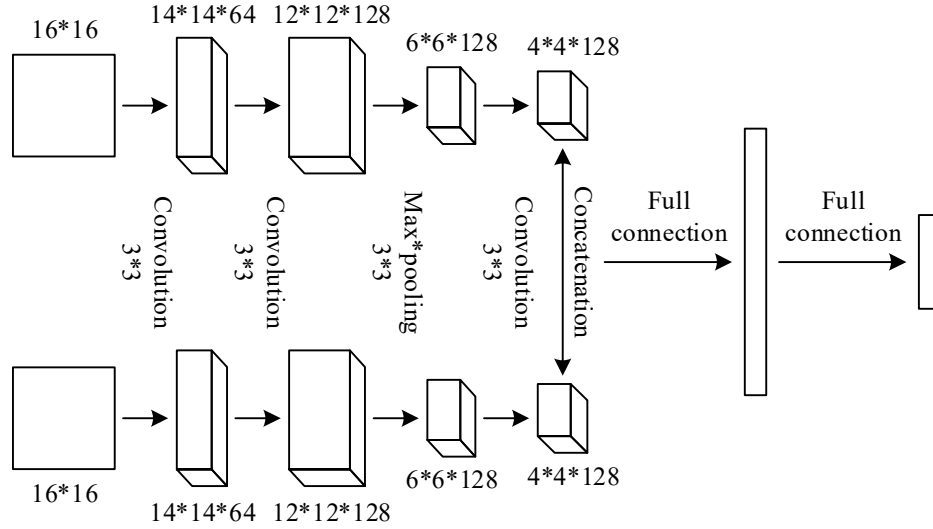 16*16
14*14*64
12*12*128
6*6*128
4*4*128
Convolution
3*3
Convolution
3*3
Max*pooling
3*3
Convolution
3*3
Concatenation
Full
connection
Full
connection
16*16
14*14*64
12*12*128
6*6*128
4*4*128